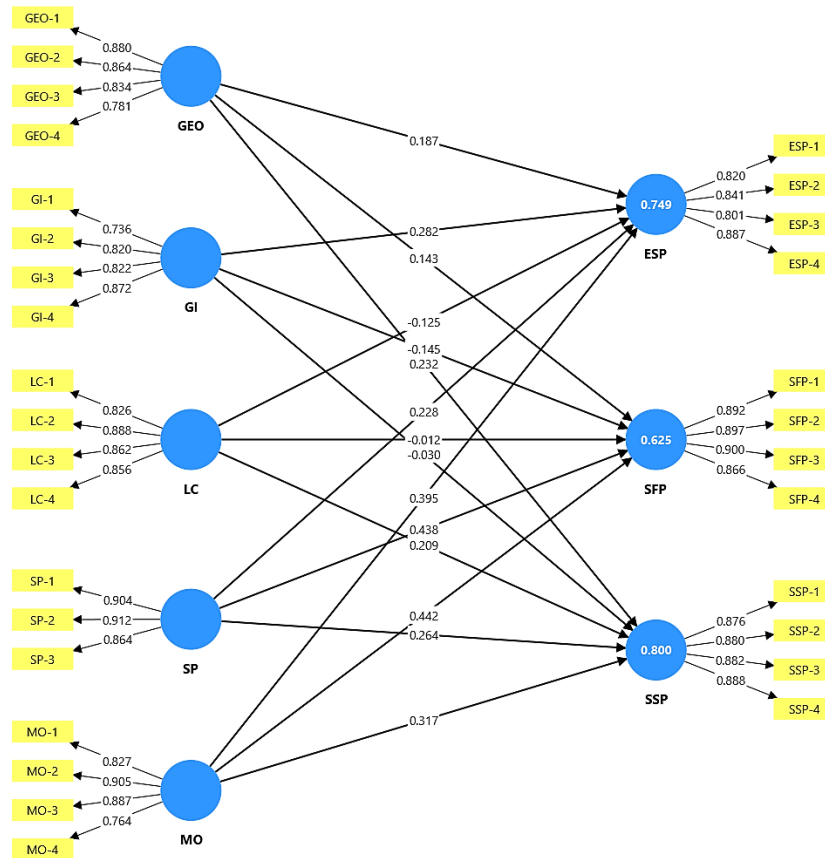 GEO-1
GEO-2
GEO-3
GEO-4
0.880
0.864
0.834
0.781
GEO
GI-1
GI-2
GI-3
GI-4
0.736
0.820
0.822
0.872
GI
LC-1
LC-2
LC-3
LC-4
0.826
0.888
0.862
0.856
LC
SP-1
SP-2
SP-3
0.904
0.912
0.864
SP
MO-1
MO-2
MO-3
MO-4
0.827
0.905
0.887
0.764
MO
0.187
0.282
0.143
-0.125
-0.145
0.232
0.228
-0.012
-0.030
0.395
0.438
0.209
0.442
0.264
0.317
0.749
ESP
0.820
0.841
0.801
0.887
ESP-1
ESP-2
ESP-3
ESP-4
0.625
SFP
0.892
0.897
0.900
0.866
SFP-1
SFP-2
SFP-3
SFP-4
0.800
SSP
0.876
0.880
0.882
0.888
SSP-1
SSP-2
SSP-3
SSP-4